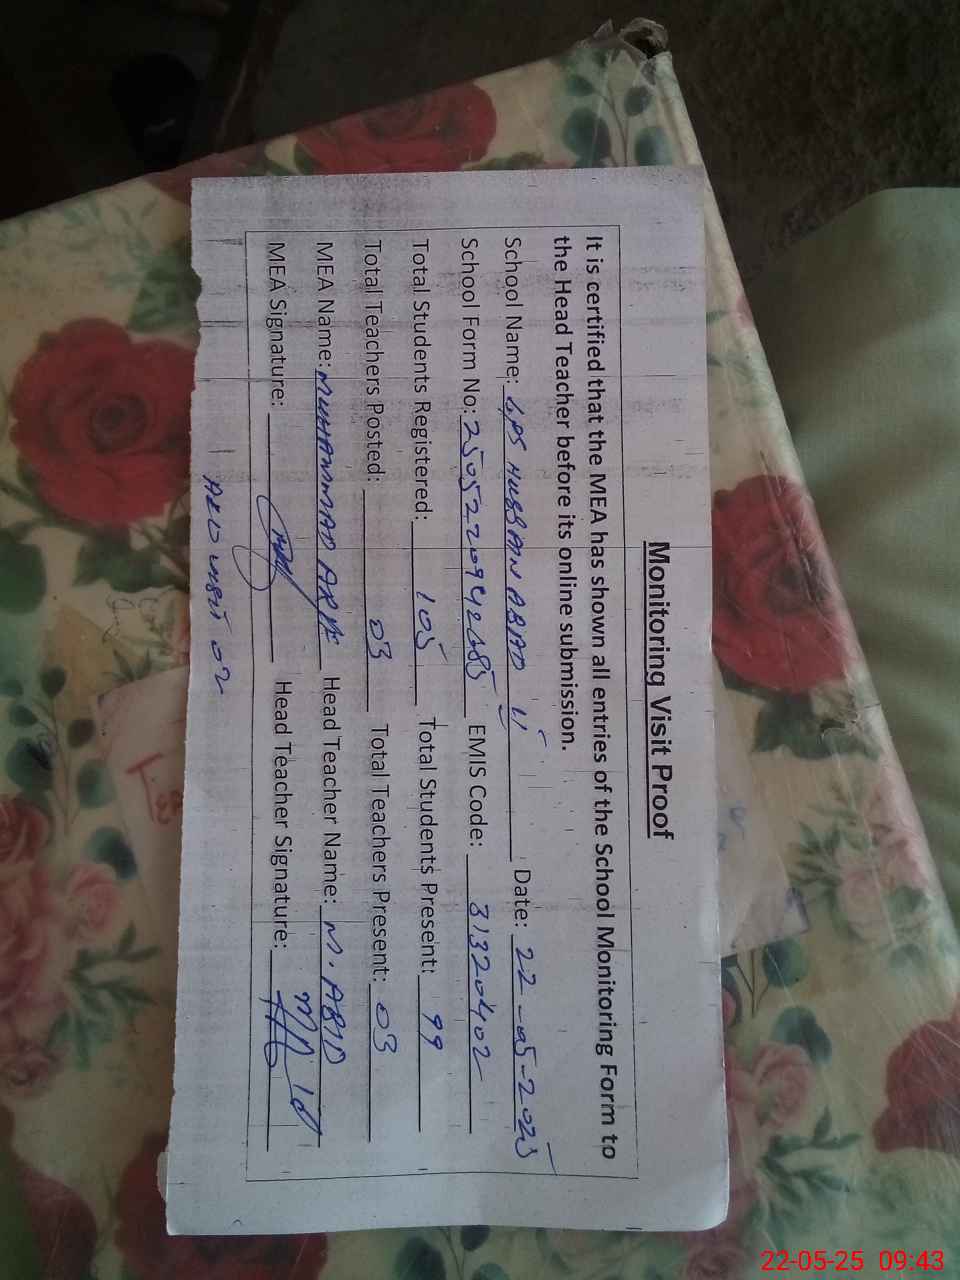 Monitoring Visit Proof
It is certified that the MEA has shown all entries of the School Monitoring Form to
the Head Teacher before its online submission.
School Name: GPS HUSSAIN ABAD Date: 22-05-2025
School Form No: EMIS Code: 31320402
Total Students Registered: 105 Total Students Present: 99
Total Teachers Posted: 03 Total Teachers Present: 03
MEA Name: MUHAMMAD ARIF Head Teacher Name: M. ABID
MEA Signature: Head Teacher Signature:
02
22-05-25 09:43